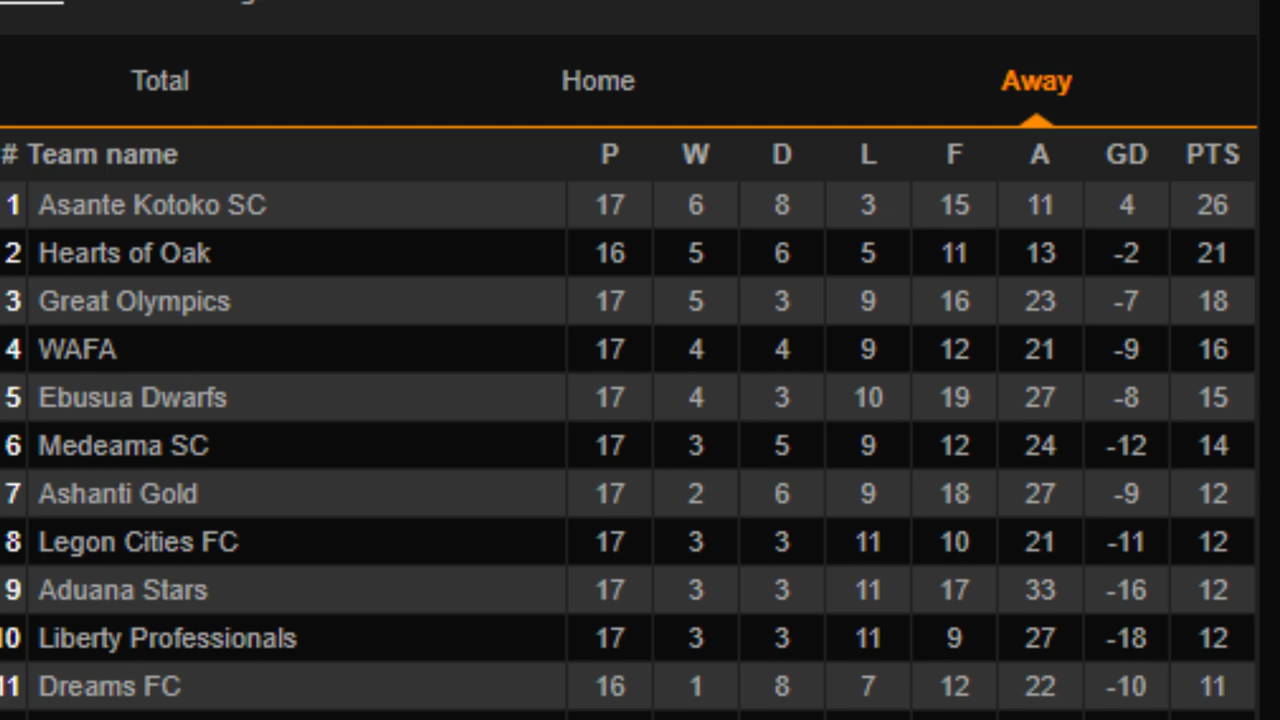 Total Home Away
# Team name P W D L F A GD PTS
1 Asante Kotoko SC 17 6 8 3 15 11 4 26
2 Hearts of Oak 16 5 6 5 11 13 -2 21
3 Great Olympics 17 5 3 9 16 23 -7 18
4 WAFA 17 4 4 9 12 21 -9 16
5 Ebusua Dwarfs 17 4 3 10 19 27 -8 15
6 Medeama SC 17 3 5 9 12 24 -12 14
7 Ashanti Gold 17 2 6 9 18 27 -9 12
8 Legon Cities FC 17 3 3 11 10 21 -11 12
9 Aduana Stars 17 3 3 11 17 33 -16 12
10 Liberty Professionals 17 3 3 11 9 27 -18 12
11 Dreams FC 16 1 8 7 12 22 -10 11